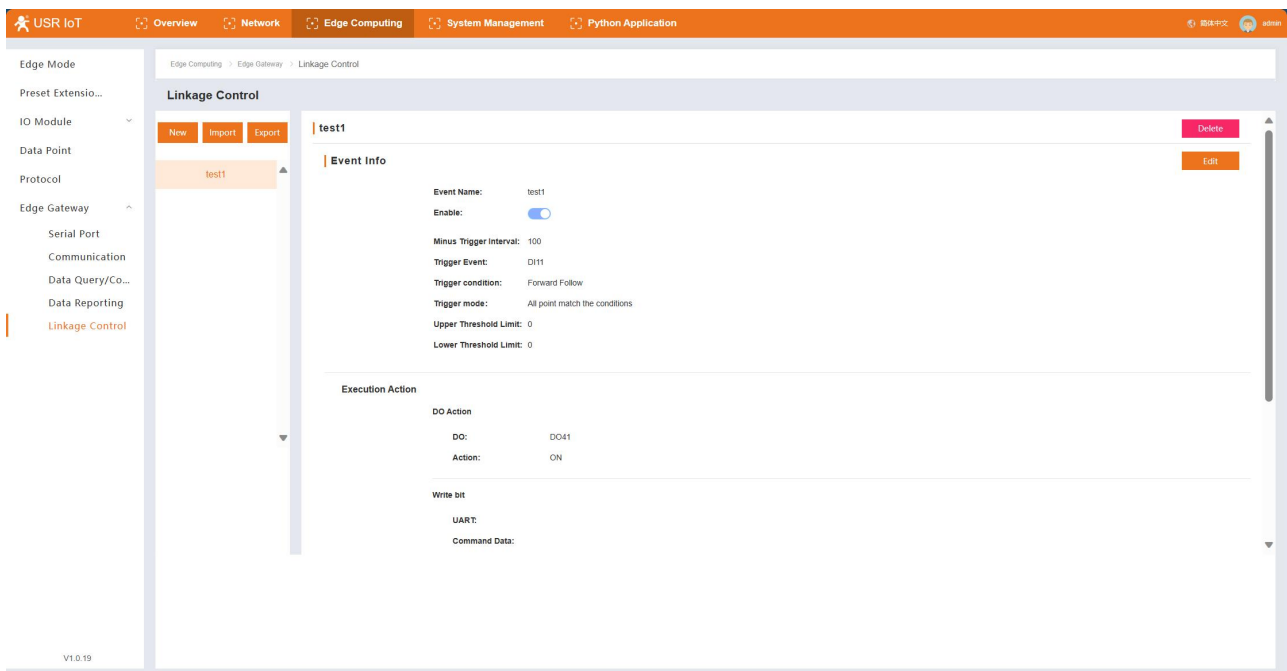 USR IoT
Overview
Network
Edge Computing
System Management
Python Application
简体中文
admin
Edge Mode
Preset Extensio...
IO Module
Data Point
Protocol
Edge Gateway
Serial Port
Communication
Data Query/Co...
Data Reporting
Linkage Control
V1.0.19
Edge Computing > Edge Gateway > Linkage Control
Linkage Control
New
Import
Export
test1
test1
Delete
Event Info
Edit
Event Name: test1
Enable:
Minus Trigger Interval: 100
Trigger Event: DI11
Trigger condition: Forward Follow
Trigger mode: All point match the conditions
Upper Threshold Limit: 0
Lower Threshold Limit: 0
Execution Action
DO Action
DO: DO41
Action: ON
Write bit
UART:
Command Data: